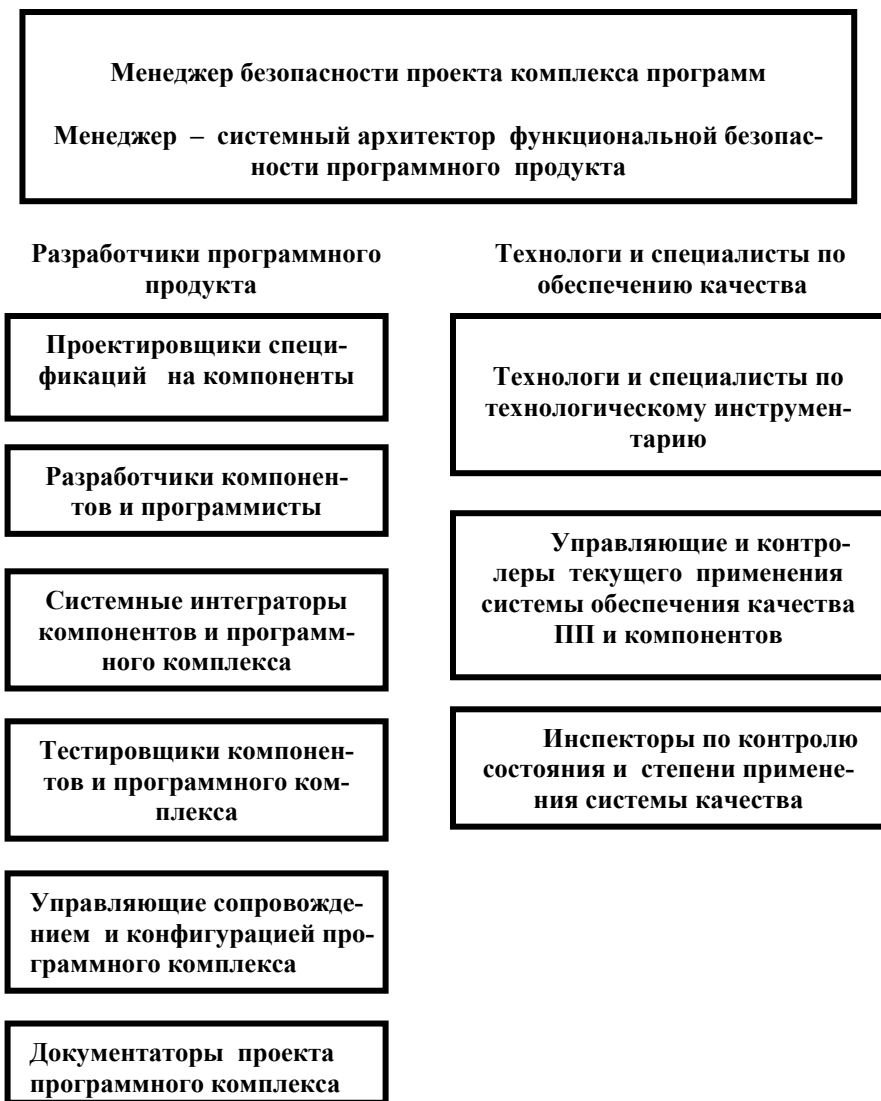 Менеджер безопасности проекта комплекса программ
Менеджер – системный архитектор функциональной безопас-
ности программного продукта
Разработчики программного
продукта
Проектировщики специ-
фикаций на компоненты
Разработчики компонен-
тов и программисты
Системные интеграторы
компонентов и программ-
ного комплекса
Тестировщики компонен-
тов и программного ком-
плекса
Управляющие сопровожде-
нием и конфигурацией про-
граммного комплекса
Документаторы проекта
программного комплекса
Технологи и специалисты по
обеспечению качества
Технологи и специалисты по
технологическому инструмен-
тарию
Управляющие и контро-
леры текущего применения
системы обеспечения качества
ПП и компонентов
Инспекторы по контролю
состояния и степени примене-
ния системы качества